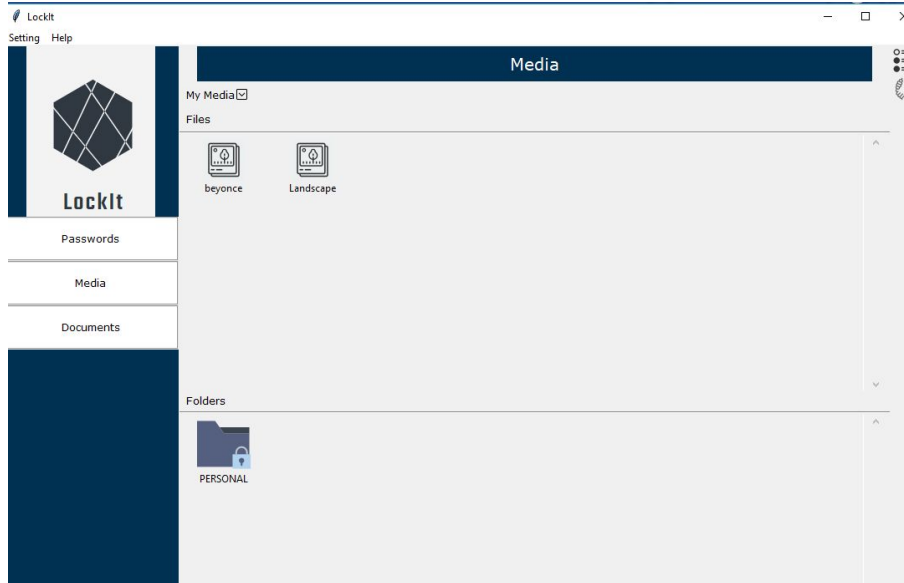 LockIt
Setting Help
Media
My Media
Files
beyonce Landscape
LockIt
Passwords
Media
Documents
Folders
PERSONAL